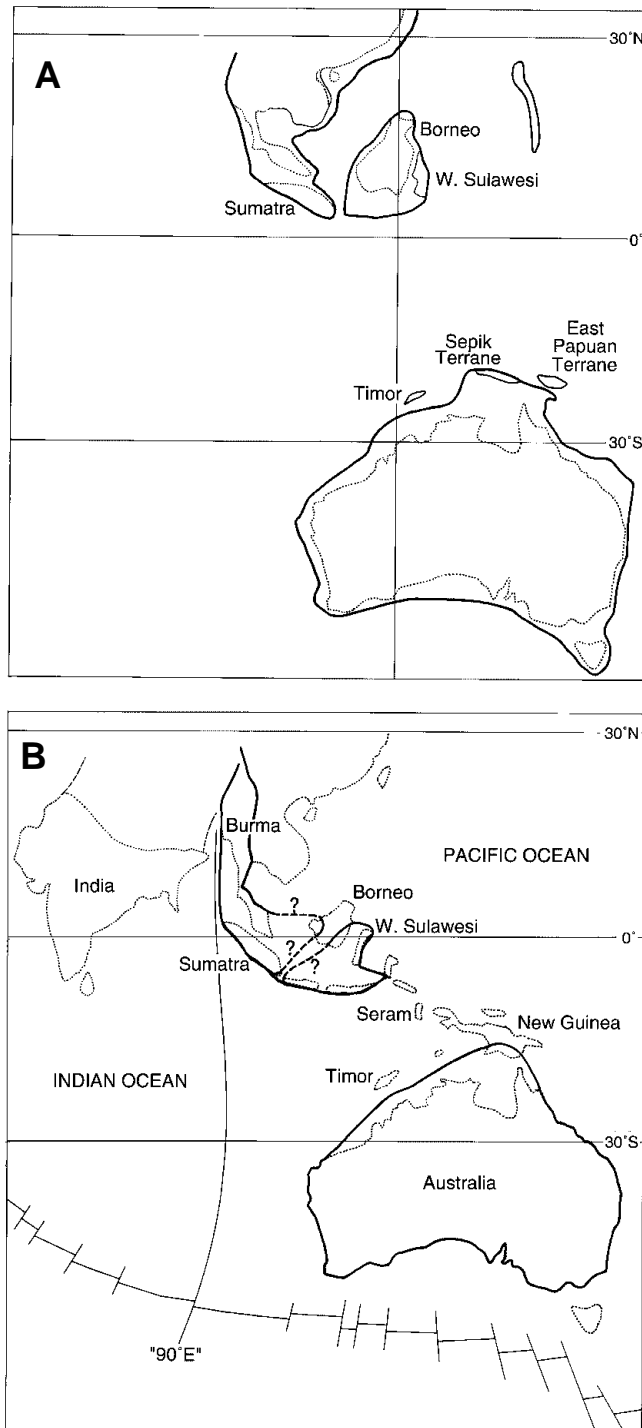 A
30°N
Borneo
W. Sulawesi
Sumatra
0°
Sepik
Terrane
East
Papuan
Terrane
Timor
30°S
B
30°N
Burma
India
PACIFIC OCEAN
?
Borneo
W. Sulawesi
0°
?
?
Sumatra
Seram
New Guinea
INDIAN OCEAN
Timor
30°S
Australia
"90°E"